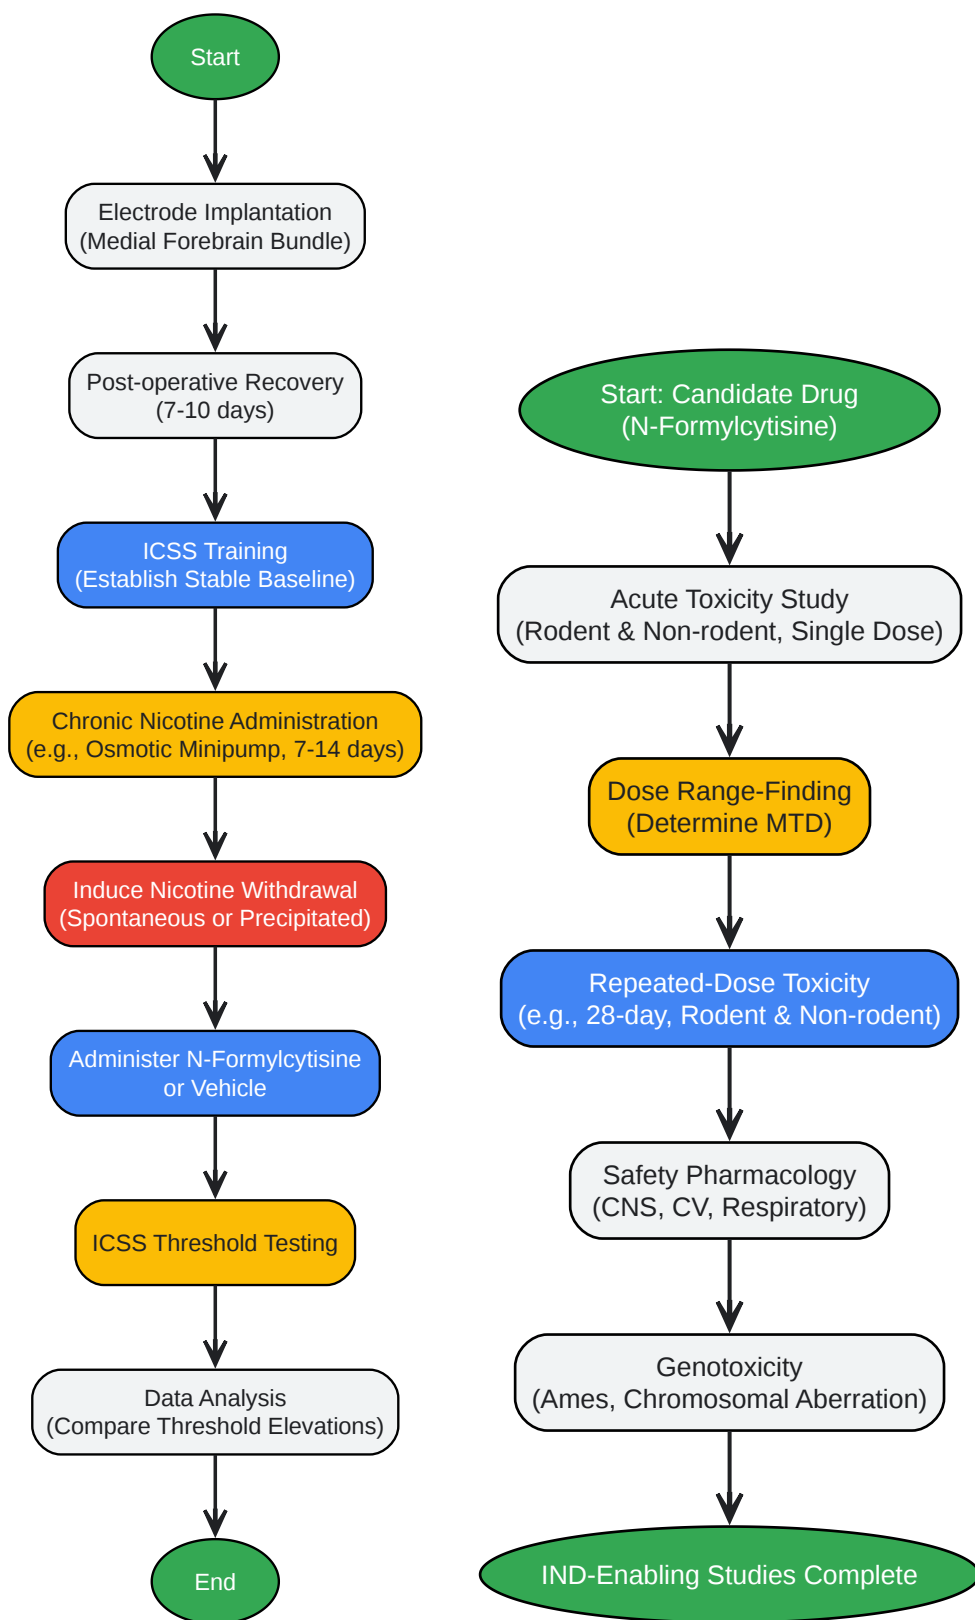 Start
Electrode Implantation
(Medial Forebrain Bundle)
Post-operative Recovery
(7-10 days)
ICSS Training
(Establish Stable Baseline)
Chronic Nicotine Administration
(e.g., Osmotic Minipump, 7-14 days)
Induce Nicotine Withdrawal
(Spontaneous or Precipitated)
Administer N-Formylcytisine
or Vehicle
ICSS Threshold Testing
Data Analysis
(Compare Threshold Elevations)
End
Start: Candidate Drug
(N-Formylcytisine)
Acute Toxicity Study
(Rodent & Non-rodent, Single Dose)
Dose Range-Finding
(Determine MTD)
Repeated-Dose Toxicity
(e.g., 28-day, Rodent & Non-rodent)
Safety Pharmacology
(CNS, CV, Respiratory)
Genotoxicity
(Ames, Chromosomal Aberration)
IND-Enabling Studies Complete